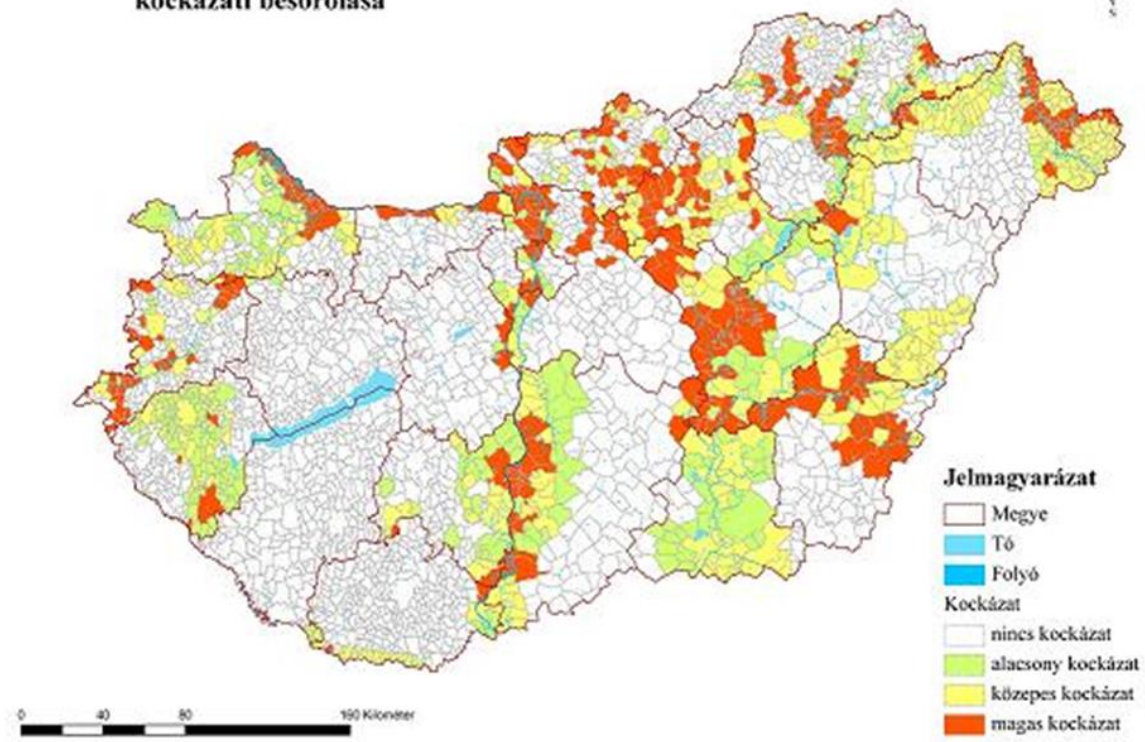 kockázati besorolása
Jelmagyarázat
Megye
Tó
Folyó
Kockázat
nincs kockázat
alacsony kockázat
közepes kockázat
magas kockázat
0 40 80 160 Kilométer